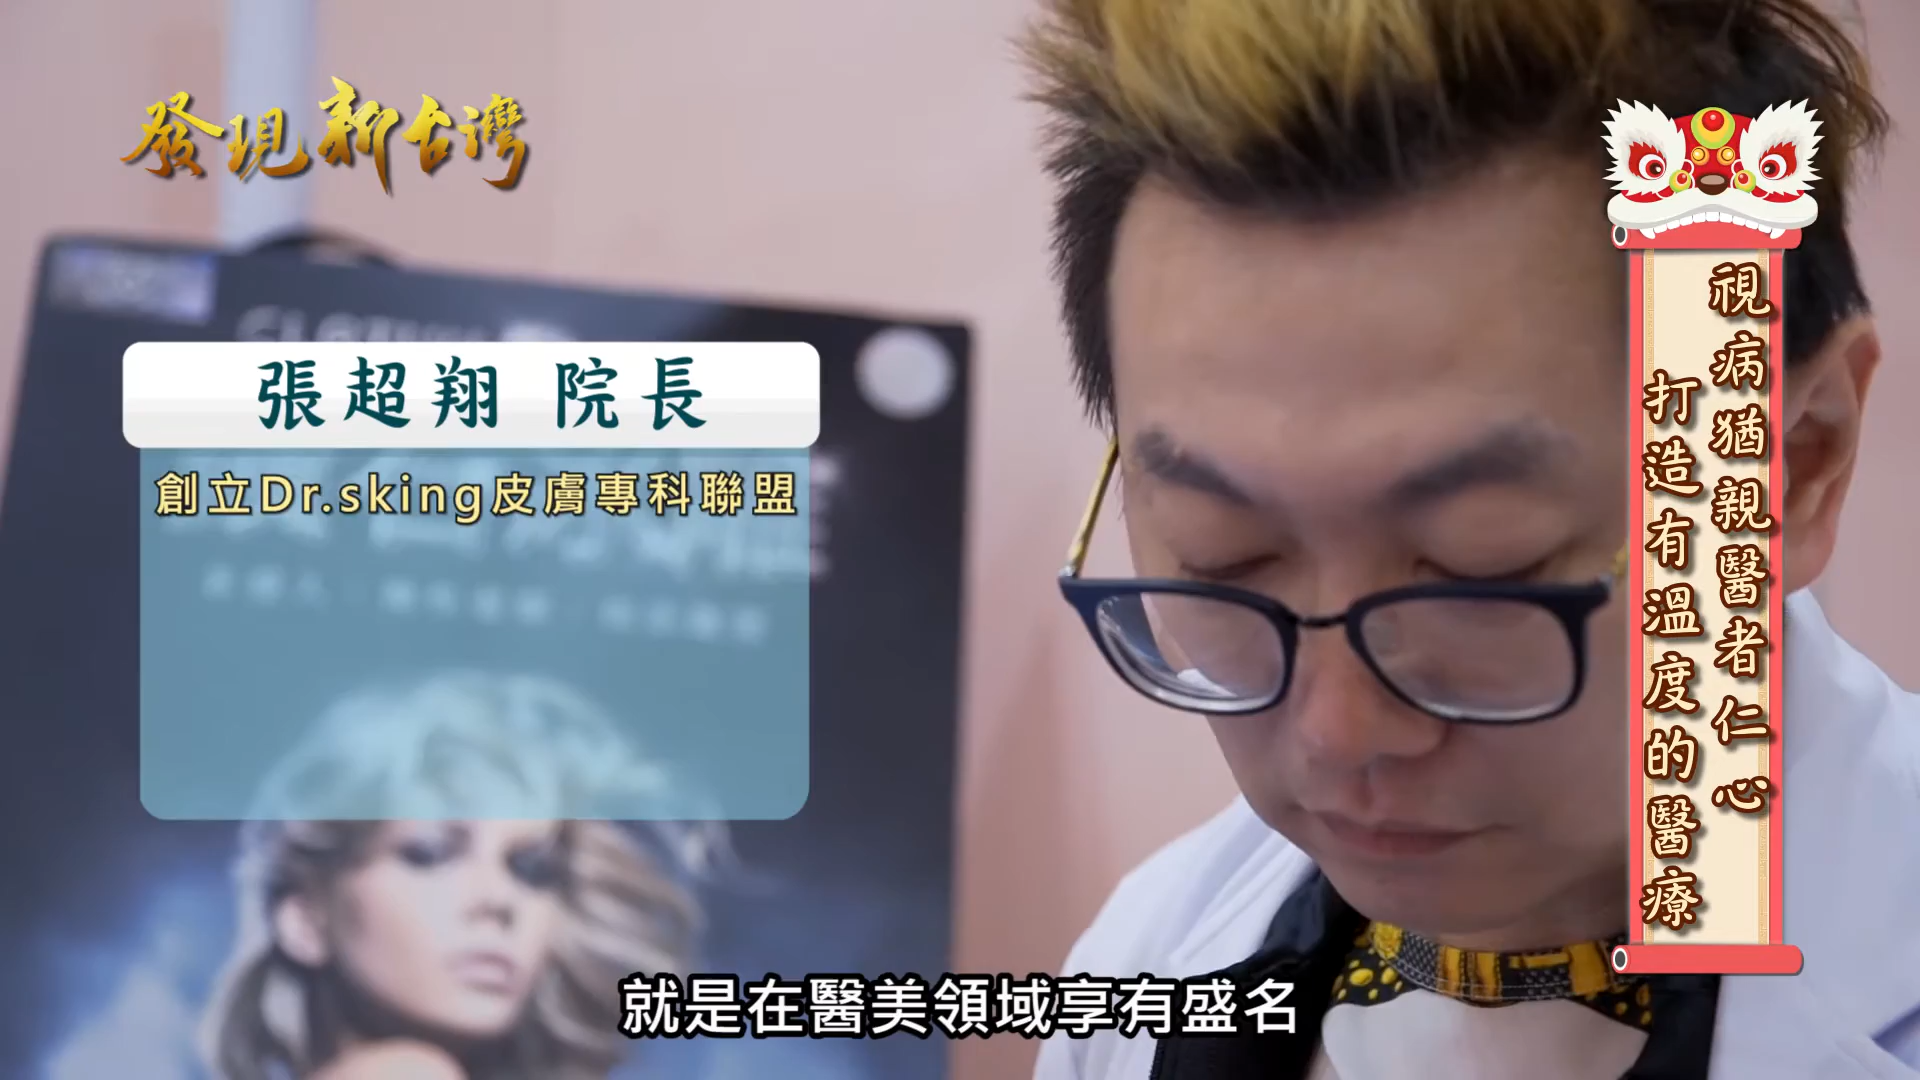 發現新台灣
張超翔 院長
創立Dr.sking皮膚專科聯盟
視病猶親醫者仁心
打造有溫度的醫療
就是在醫美領域享有盛名